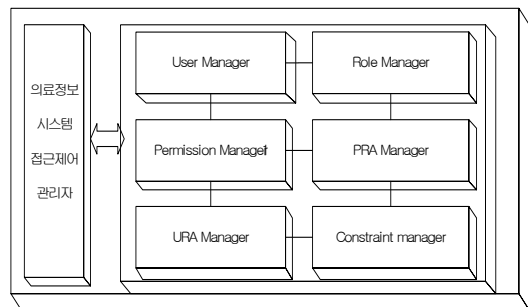 의료정보
시스템
접근제어
관리자
User Manager
Role Manager
Permission Manager
PRA Manager
URA Manager
Constraint manager